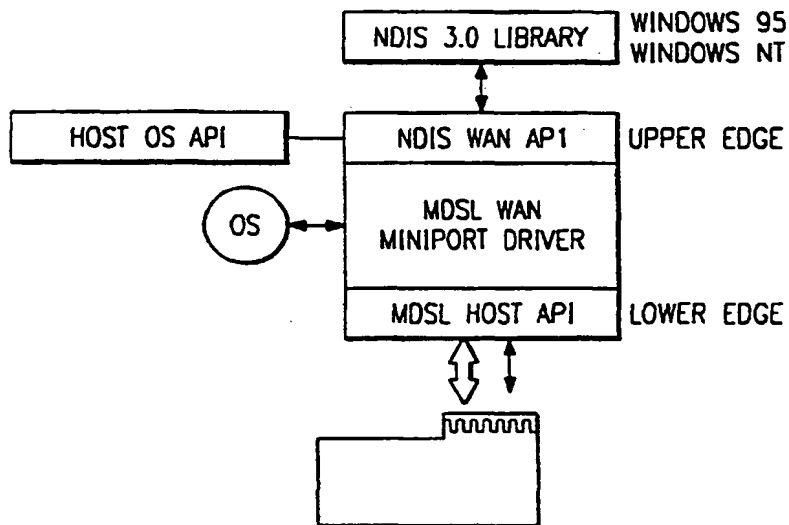 NDIS 3.0 LIBRARY
WINDOWS 95
WINDOWS NT
HOST OS API
NDIS WAN AP1
UPPER EDGE
OS
MDSL WAN
MINIPORT DRIVER
MDSL HOST API
LOWER EDGE